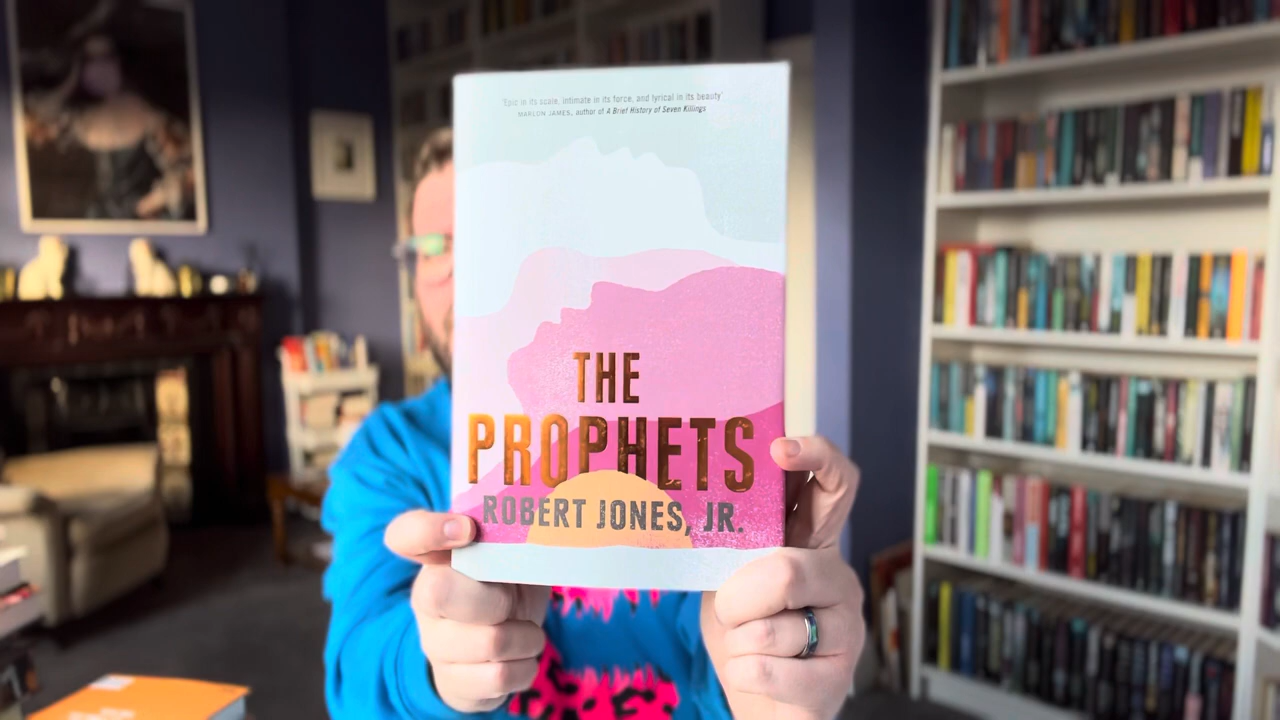 'Epic in its scale, intimate in its force, and lyrical in its beauty'
MARLON JAMES, author of A Brief History of Seven Killings
THE
PROPHETS
ROBERT JONES, JR.